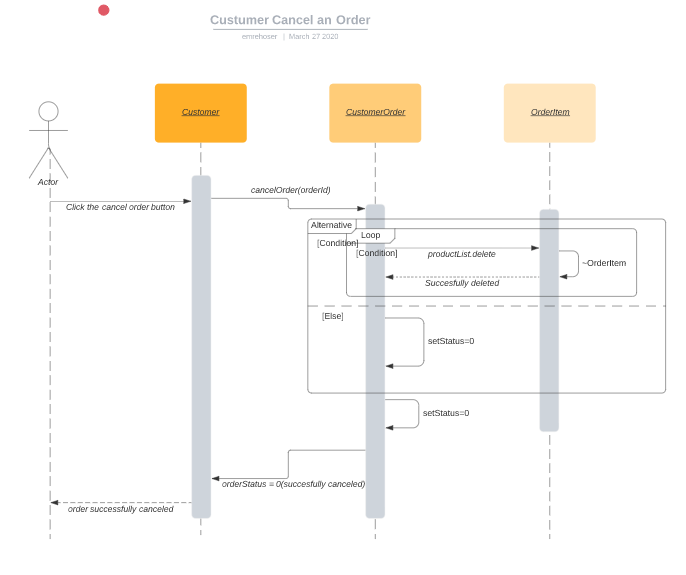 Custumer Cancel an Order
emrehoser | March 27 2020
Customer
CustomerOrder
OrderItem
Actor
Click the cancel order button
cancelOrder(orderId)
Alternative
Loop
[Condition]
[Condition]
productList.delete
~OrderItem
Succesfully deleted
[Else]
setStatus=0
setStatus=0
orderStatus = 0(succesfully canceled)
order successfully canceled